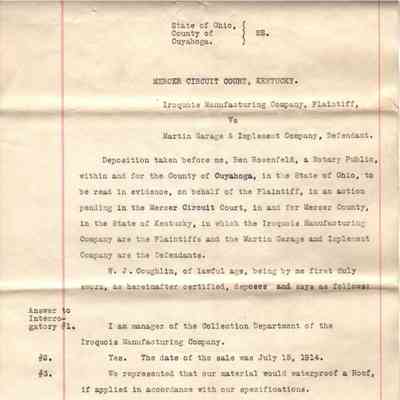 State of Ohio, {
County of      } SS.
Cuyahoga.      }
MERCER CIRCUIT COURT, KENTUCKY.
Iroquois Manufacturing Company, Plaintiff,
Vs
Martin Garage & Implement Company, Defendant.
Deposition taken before me, Ben Rosenfeld, a Notary Public,
within and for the County of Cuyahoga, in the State of Ohio, to
be read in evidence, on behalf of the Plaintiff, in an action
pending in the Mercer Circuit Court, in and for Mercer County,
in the State of Kentucky, in which the Iroquois Manufacturing
Company are the Plaintiffs and the Martin Garage and Implement
Company are the Defendants.
W. J. Coughlin, of lawful age, being by me first duly
sworn, as hereinafter certified, deposes and says as follows:
Answer to
Interro-
gatory #1. I am manager of the Collection Department of the
Iroquois Manufacturing Company.
#2. Yes. The date of the sale was July 15, 1914.
#3. We represented that our material would waterproof a Roof,
if applied in accordance with our specifications.